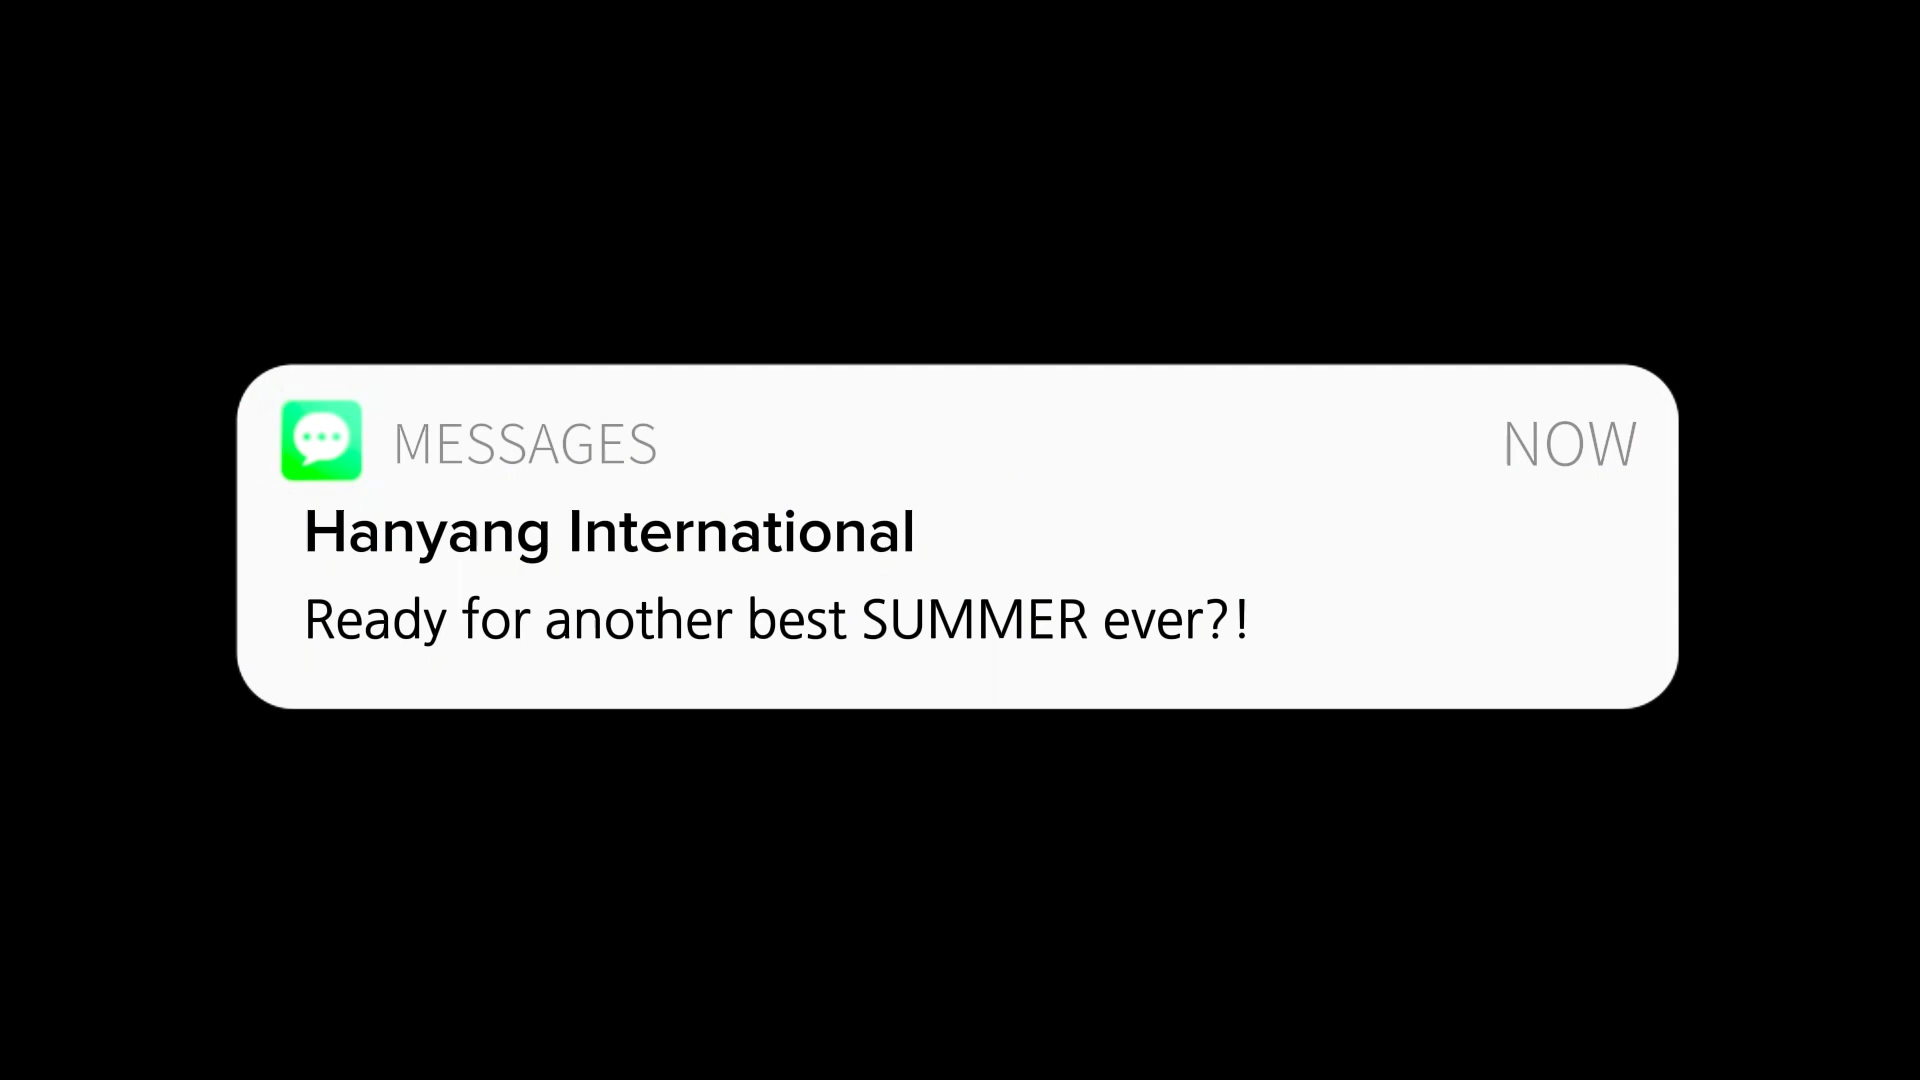 MESSAGES NOW
Hanyang International
Ready for another best SUMMER ever?!